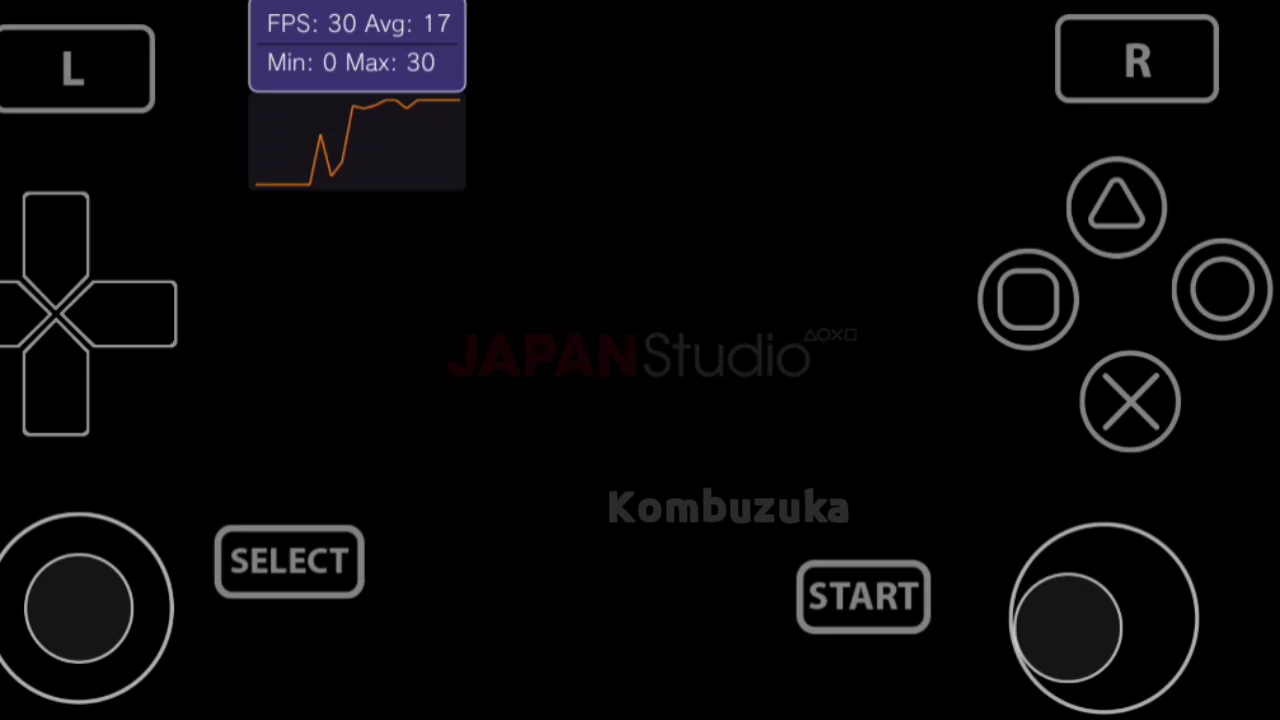 FPS: 30 Avg: 17
Min: 0 Max: 30
L
R
JAPANStudio
Kombuzuka
SELECT
START